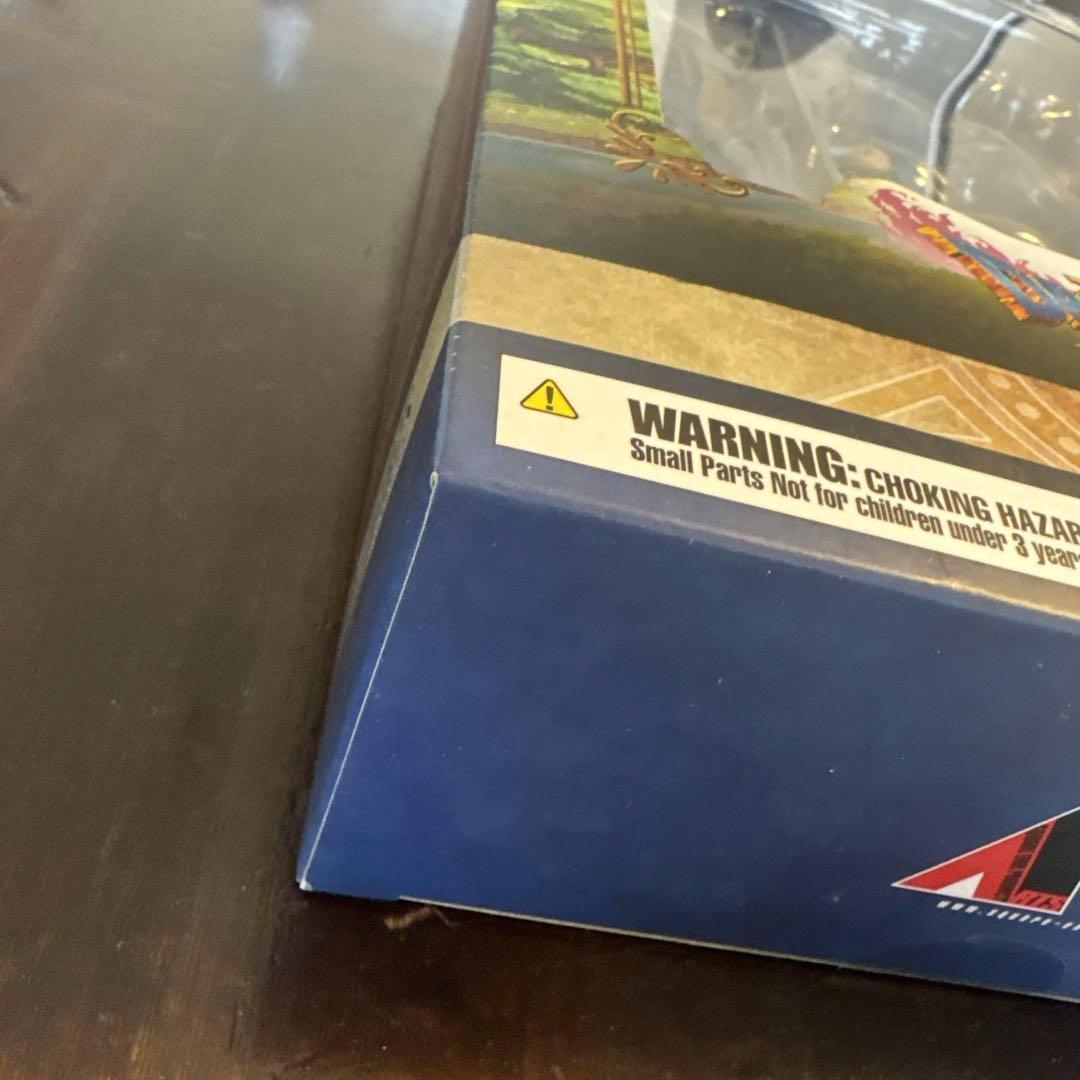 WARNING: CHOKING HAZAR
Small Parts Not for children under 3 year